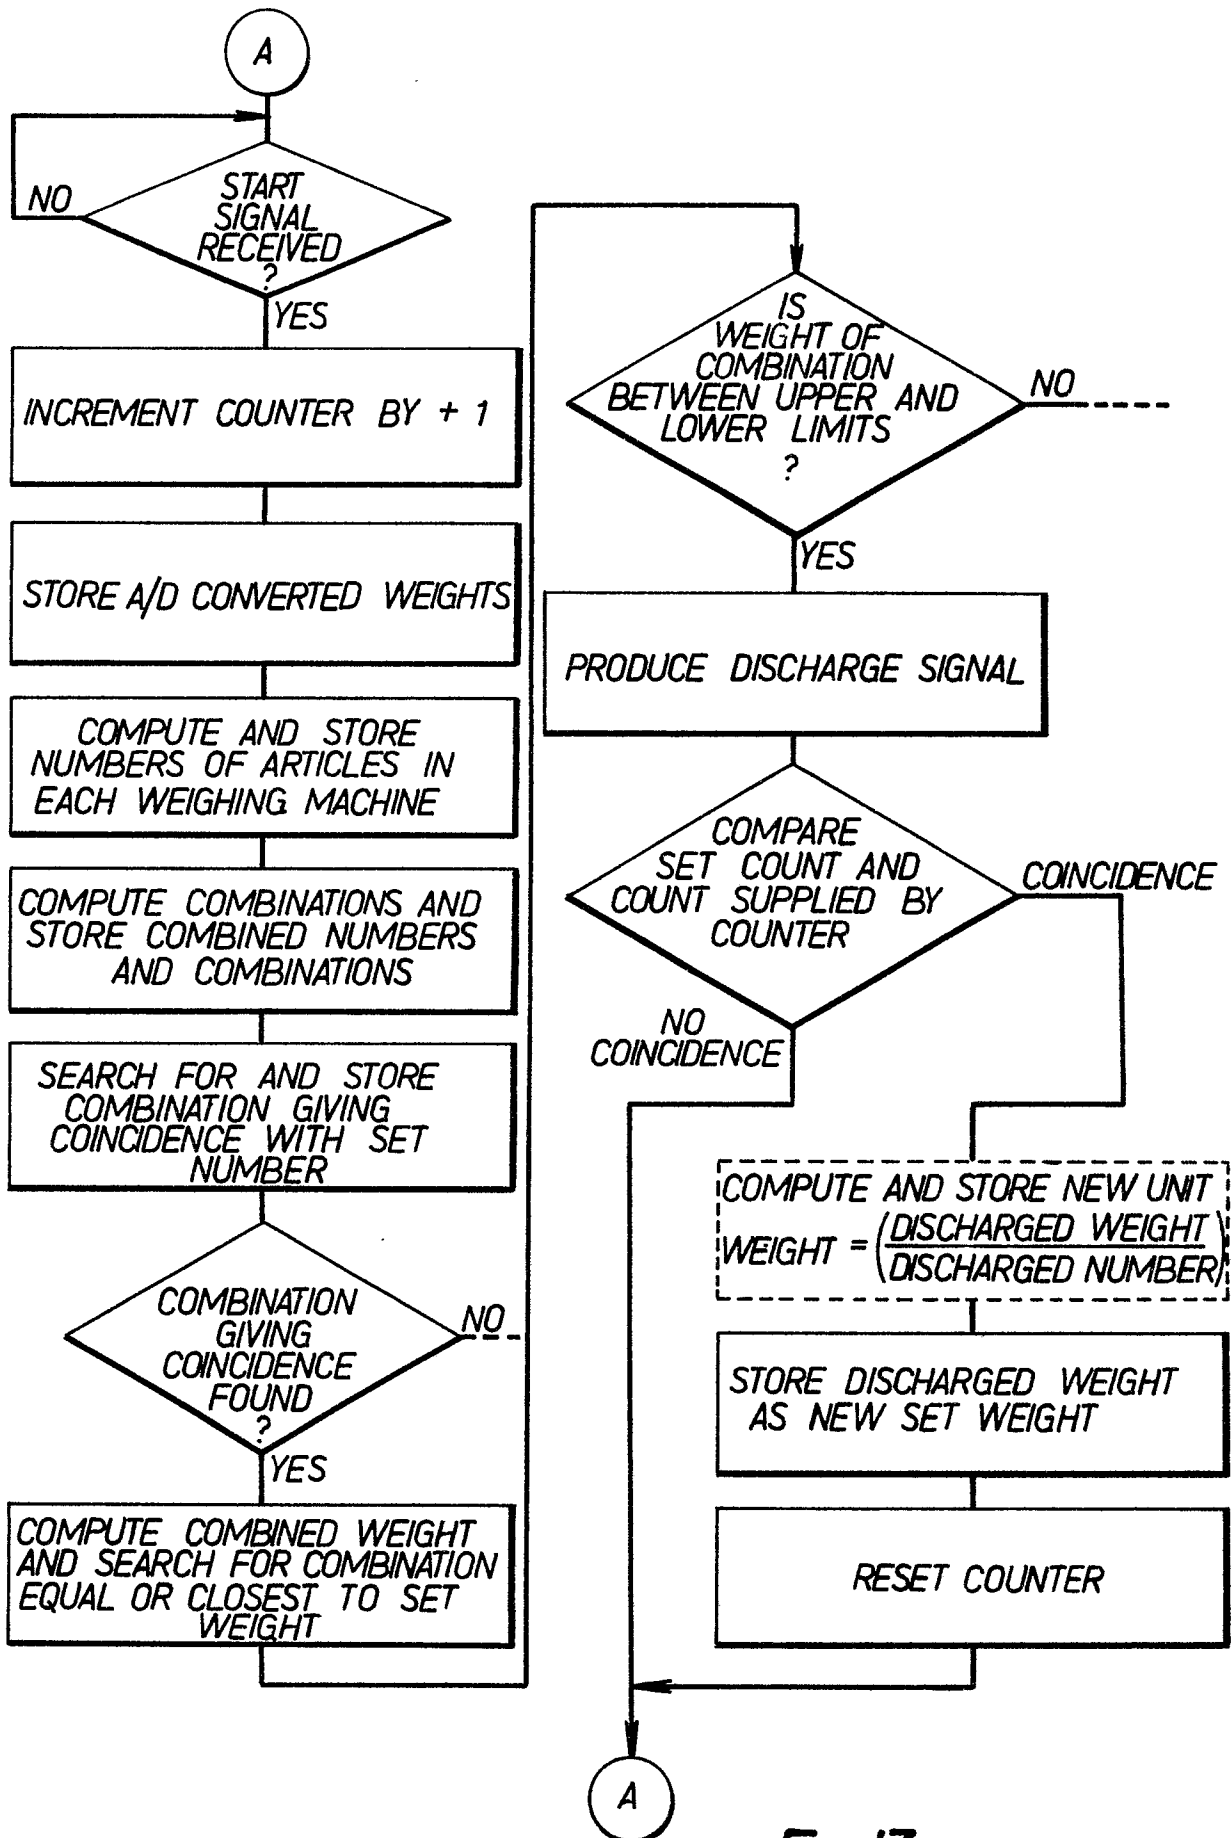 A
NO
START
SIGNAL
RECEIVED
?
YES
INCREMENT COUNTER BY + 1
STORE A/D CONVERTED WEIGHTS
COMPUTE AND STORE
NUMBERS OF ARTICLES IN
EACH WEIGHING MACHINE
COMPUTE COMBINATIONS AND
STORE COMBINED NUMBERS
AND COMBINATIONS
SEARCH FOR AND STORE
COMBINATION GIVING
COINCIDENCE WITH SET
NUMBER
COMBINATION
GIVING
COINCIDENCE
FOUND
?
NO
YES
COMPUTE COMBINED WEIGHT
AND SEARCH FOR COMBINATION
EQUAL OR CLOSEST TO SET
WEIGHT
IS
WEIGHT OF
COMBINATION
BETWEEN UPPER AND
LOWER LIMITS
?
NO
YES
PRODUCE DISCHARGE SIGNAL
COMPARE
SET COUNT AND
COUNT SUPPLIED BY
COUNTER
COINCIDENCE
NO
COINCIDENCE
COMPUTE AND STORE NEW UNIT
WEIGHT = (DISCHARGED WEIGHT
DISCHARGED NUMBER)
STORE DISCHARGED WEIGHT
AS NEW SET WEIGHT
RESET COUNTER
A